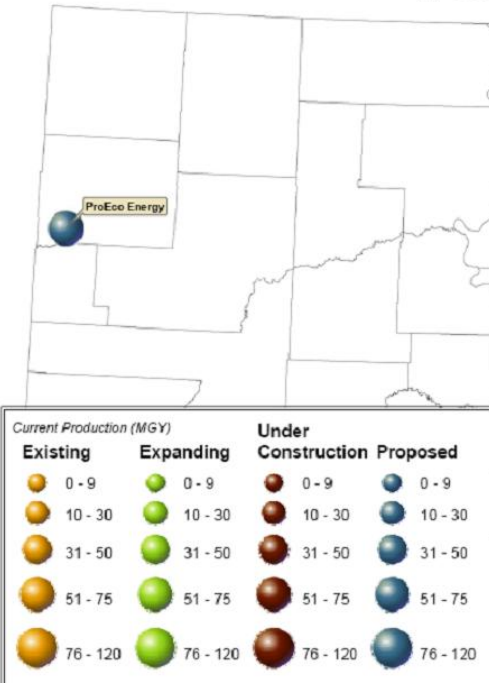 ProEco Energy
Current Production (MGY)
Existing Expanding Under Construction Proposed
0 - 9 0 - 9 0 - 9 0 - 9
10 - 30 10 - 30 10 - 30 10 - 30
31 - 50 31 - 50 31 - 50 31 - 50
51 - 75 51 - 75 51 - 75 51 - 75
76 - 120 76 - 120 76 - 120 76 - 120